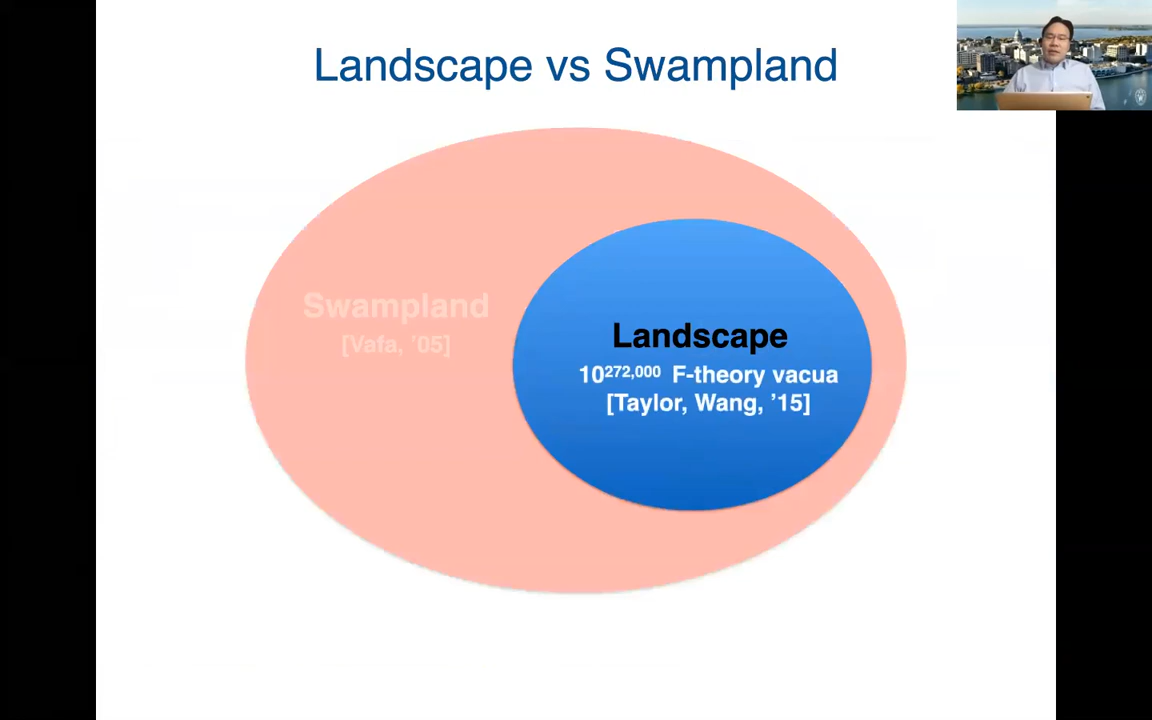 Landscape vs Swampland
Swampland
[Vafa, ’05]
Landscape
10²⁷²,⁰⁰⁰ F-theory vacua
[Taylor, Wang, ’15]